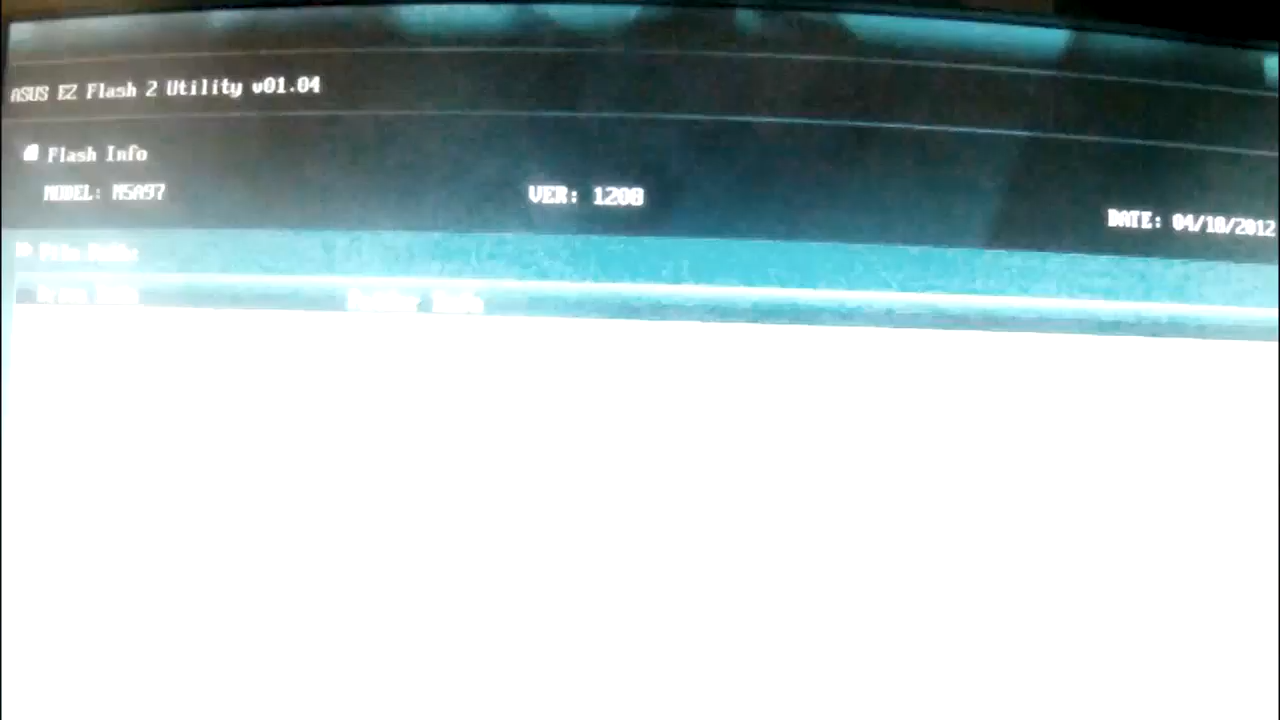 ASUS EZ Flash 2 Utility v01.04
Flash Info
MODEL: M5A97
VER: 1208
DATE: 04/18/2012